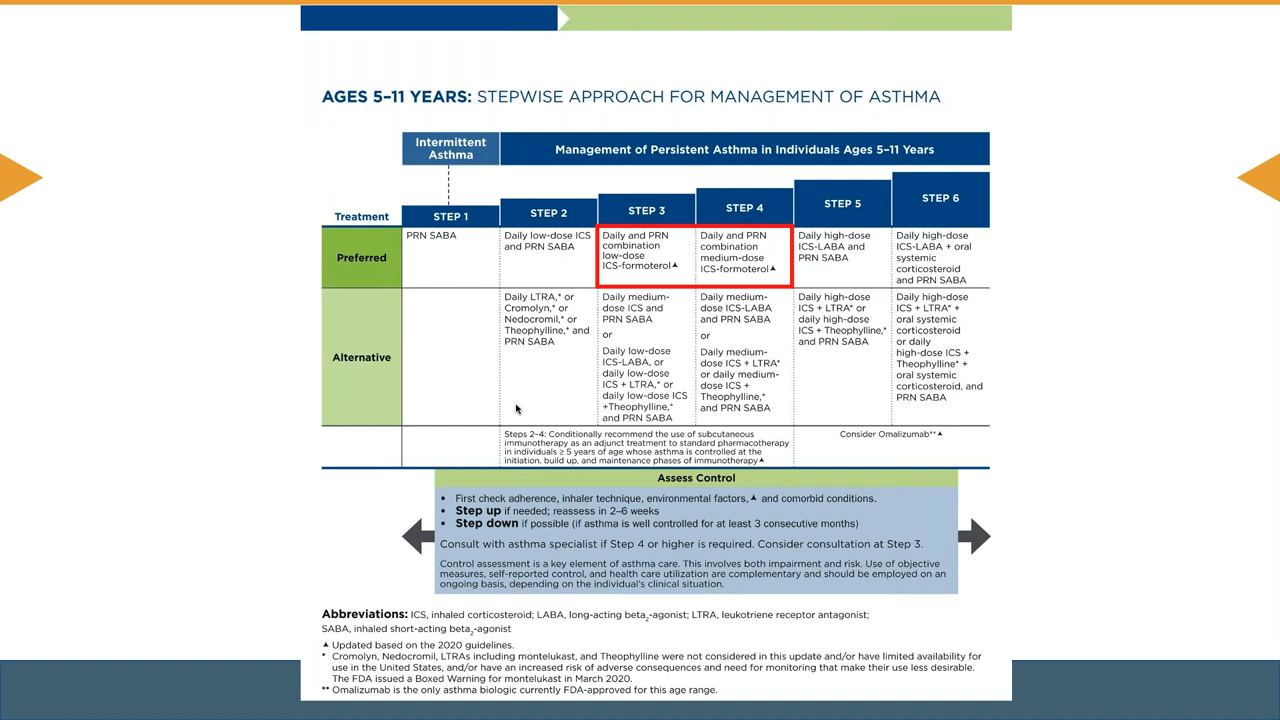 AGES 5–11 YEARS: STEPWISE APPROACH FOR MANAGEMENT OF ASTHMA
Intermittent
Asthma
Management of Persistent Asthma in Individuals Ages 5–11 Years
Treatment
STEP 1
STEP 2
STEP 3
STEP 4
STEP 5
STEP 6
Preferred
PRN SABA
Daily low-dose ICS
and PRN SABA
Daily and PRN
combination
low-dose
ICS-formoterol▲
Daily and PRN
combination
medium-dose
ICS-formoterol▲
Daily high-dose
ICS-LABA and
PRN SABA
Daily high-dose
ICS-LABA + oral
systemic
corticosteroid
and PRN SABA
Alternative
Daily LTRA,* or
Cromolyn,* or
Nedocromil,* or
Theophylline,* and
PRN SABA
Daily medium-
dose ICS and
PRN SABA
or
Daily low-dose
ICS-LABA, or
daily low-dose
ICS + LTRA,* or
daily low-dose ICS
+Theophylline,*
and PRN SABA
Daily medium-
dose ICS-LABA
and PRN SABA
or
Daily medium-
dose ICS + LTRA*
or daily medium-
dose ICS +
Theophylline,*
and PRN SABA
Daily high-dose
ICS + LTRA* or
daily high-dose
ICS + Theophylline,*
and PRN SABA
Daily high-dose
ICS + LTRA* +
oral systemic
corticosteroid
or daily
high-dose ICS +
Theophylline* +
oral systemic
corticosteroid, and
PRN SABA
Steps 2–4: Conditionally recommend the use of subcutaneous
immunotherapy as an adjunct treatment to standard pharmacotherapy
in individuals ≥ 5 years of age whose asthma is controlled at the
initiation, build up, and maintenance phases of immunotherapy▲
Consider Omalizumab**▲
Assess Control
• First check adherence, inhaler technique, environmental factors,▲ and comorbid conditions.
• Step up if needed; reassess in 2–6 weeks
• Step down if possible (if asthma is well controlled for at least 3 consecutive months)
Consult with asthma specialist if Step 4 or higher is required. Consider consultation at Step 3.
Control assessment is a key element of asthma care. This involves both impairment and risk. Use of objective
measures, self-reported control, and health care utilization are complementary and should be employed on an
ongoing basis, depending on the individual's clinical situation.
Abbreviations: ICS, inhaled corticosteroid; LABA, long-acting beta2-agonist; LTRA, leukotriene receptor antagonist;
SABA, inhaled short-acting beta2-agonist
▲ Updated based on the 2020 guidelines.
* Cromolyn, Nedocromil, LTRAs including montelukast, and Theophylline were not considered in this update and/or have limited availability for
use in the United States, and/or have an increased risk of adverse consequences and need for monitoring that make their use less desirable.
The FDA issued a Boxed Warning for montelukast in March 2020.
** Omalizumab is the only asthma biologic currently FDA-approved for this age range.